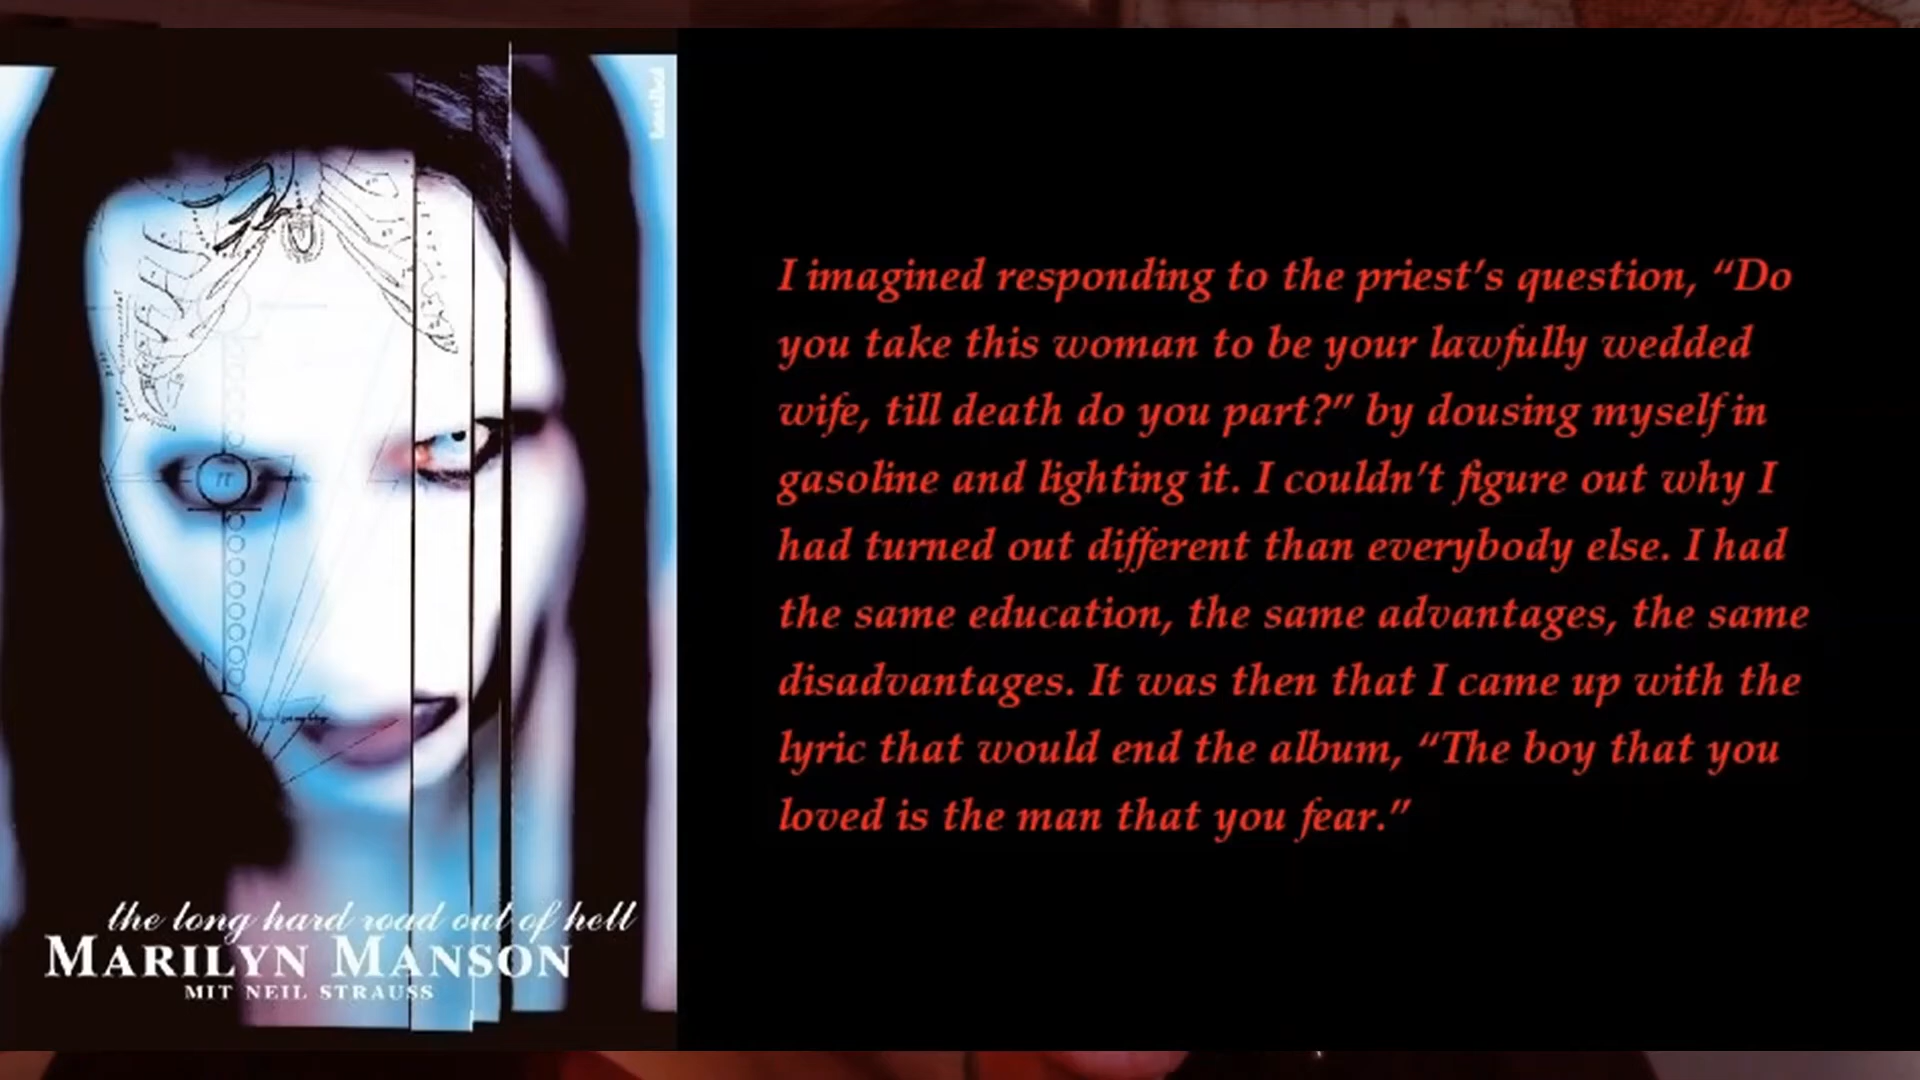 the long hard road out of hell
MARILYN MANSON
MIT NEIL STRAUSS
I imagined responding to the priest’s question, “Do
you take this woman to be your lawfully wedded
wife, till death do you part?” by dousing myself in
gasoline and lighting it. I couldn’t figure out why I
had turned out different than everybody else. I had
the same education, the same advantages, the same
disadvantages. It was then that I came up with the
lyric that would end the album, “The boy that you
loved is the man that you fear.”